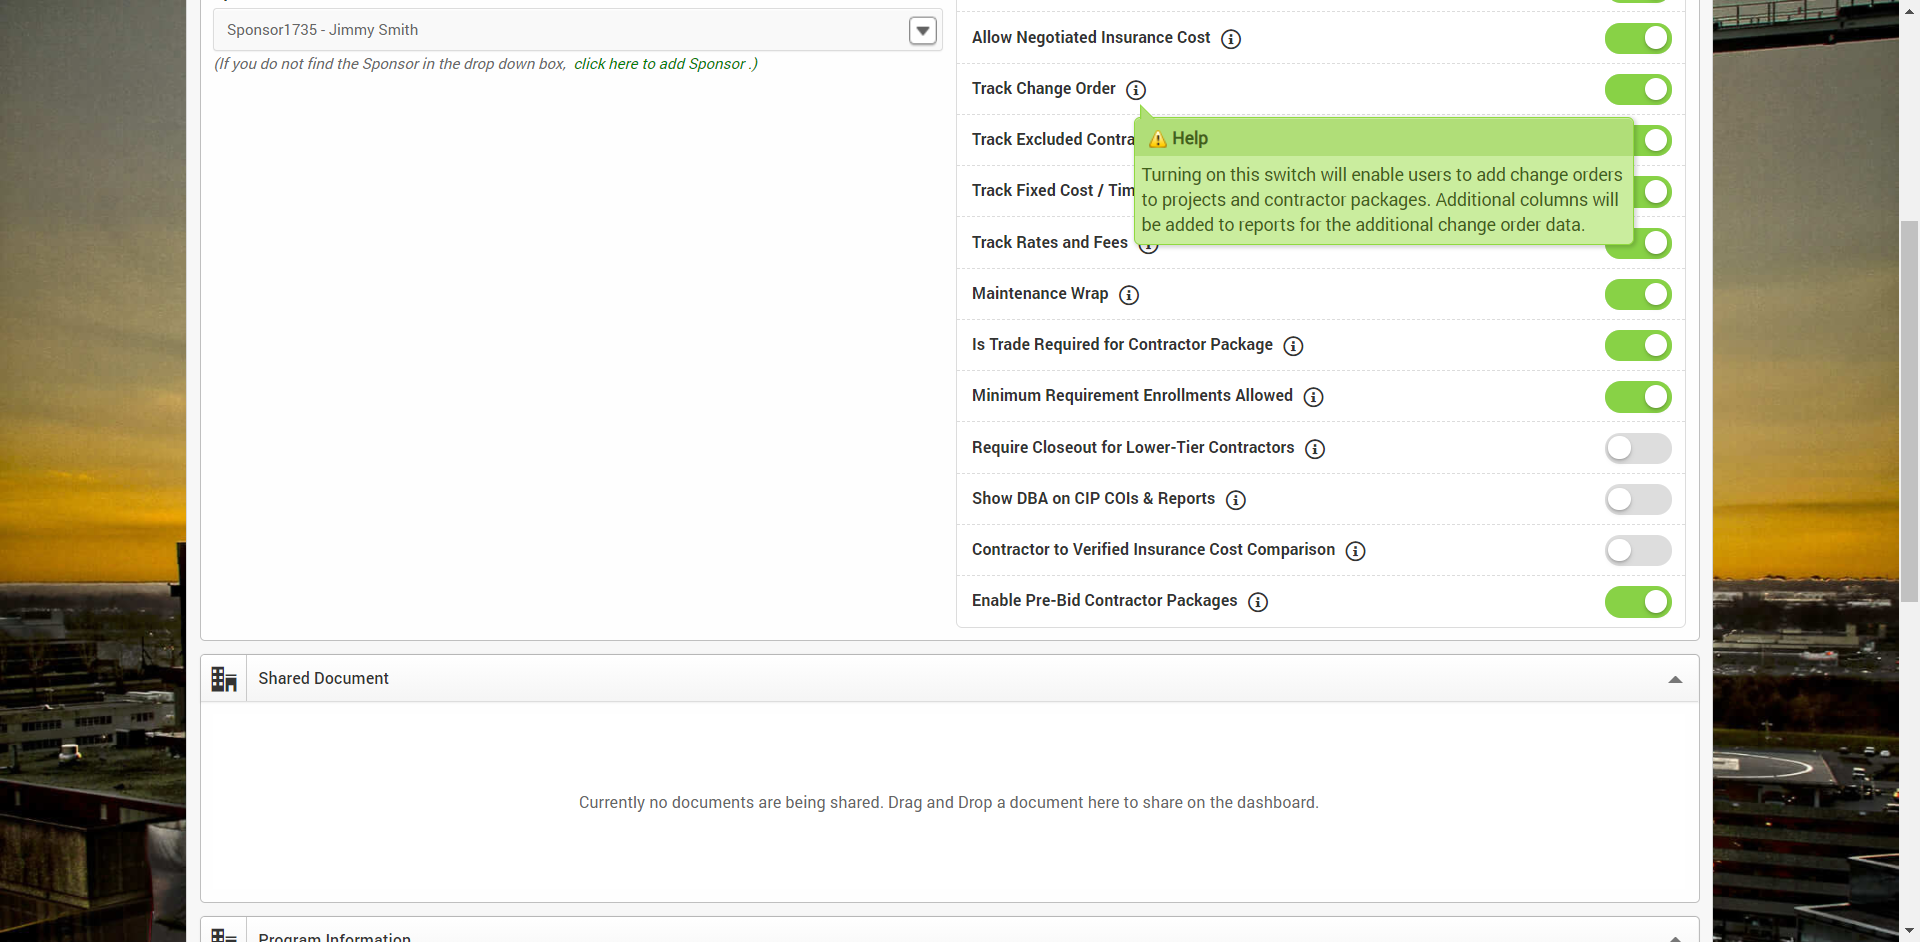 Sponsor1735 - Jimmy Smith
(If you do not find the Sponsor in the drop down box, click here to add Sponsor .)
Allow Negotiated Insurance Cost
Track Change Order
Help
Turning on this switch will enable users to add change orders
to projects and contractor packages. Additional columns will
be added to reports for the additional change order data.
Track Excluded Contra
Track Fixed Cost / Tim
Track Rates and Fees
Maintenance Wrap
Is Trade Required for Contractor Package
Minimum Requirement Enrollments Allowed
Require Closeout for Lower-Tier Contractors
Show DBA on CIP COIs & Reports
Contractor to Verified Insurance Cost Comparison
Enable Pre-Bid Contractor Packages
Shared Document
Currently no documents are being shared. Drag and Drop a document here to share on the dashboard.
Program Information